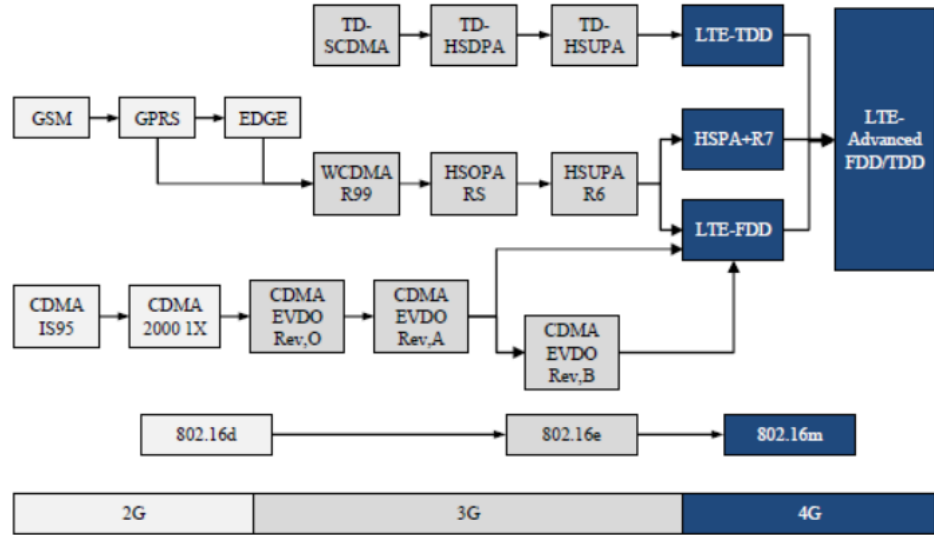 TD-
SCDMA
TD-
HSDPA
TD-
HSUPA
LTE-TDD
LTE-
Advanced
FDD/TDD
GSM
GPRS
EDGE
HSPA+R7
WCDMA
R99
HSOPA
RS
HSUPA
R6
LTE-FDD
CDMA
IS95
CDMA
2000 1X
CDMA
EVDO
Rev,O
CDMA
EVDO
Rev,A
CDMA
EVDO
Rev,B
802.16d
802.16e
802.16m
2G
3G
4G